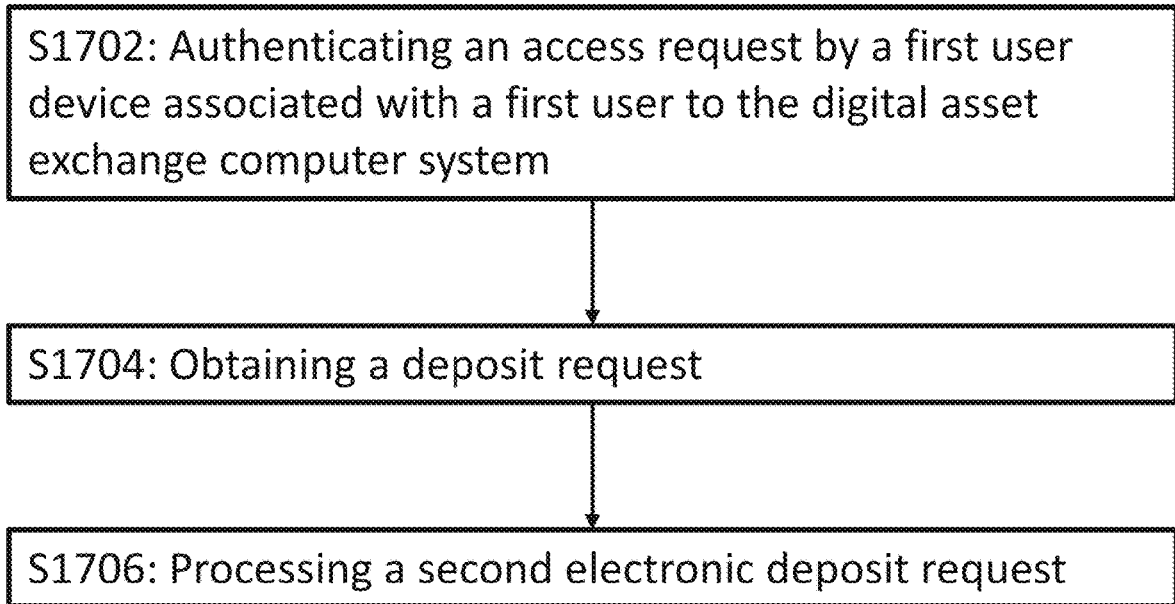 S1702: Authenticating an access request by a first user
device associated with a first user to the digital asset
exchange computer system
S1704: Obtaining a deposit request
S1706: Processing a second electronic deposit request